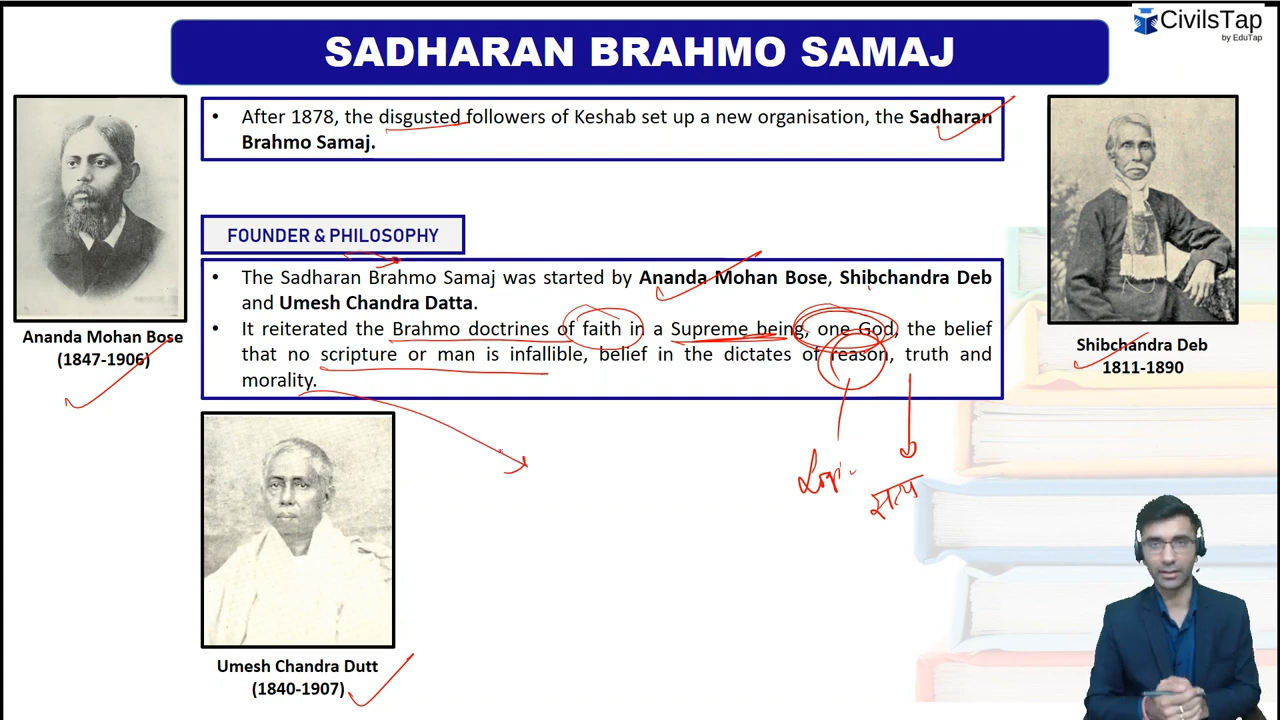 CivilsTap
by EduTap
SADHARAN BRAHMO SAMAJ
• After 1878, the disgusted followers of Keshab set up a new organisation, the Sadharan
Brahmo Samaj.
FOUNDER & PHILOSOPHY
• The Sadharan Brahmo Samaj was started by Ananda Mohan Bose, Shibchandra Deb
and Umesh Chandra Datta.
• It reiterated the Brahmo doctrines of faith in a Supreme being, one God, the belief
that no scripture or man is infallible, belief in the dictates of reason, truth and
morality.
Ananda Mohan Bose
(1847-1906)
Shibchandra Deb
1811-1890
सत्य
Umesh Chandra Dutt
(1840-1907)